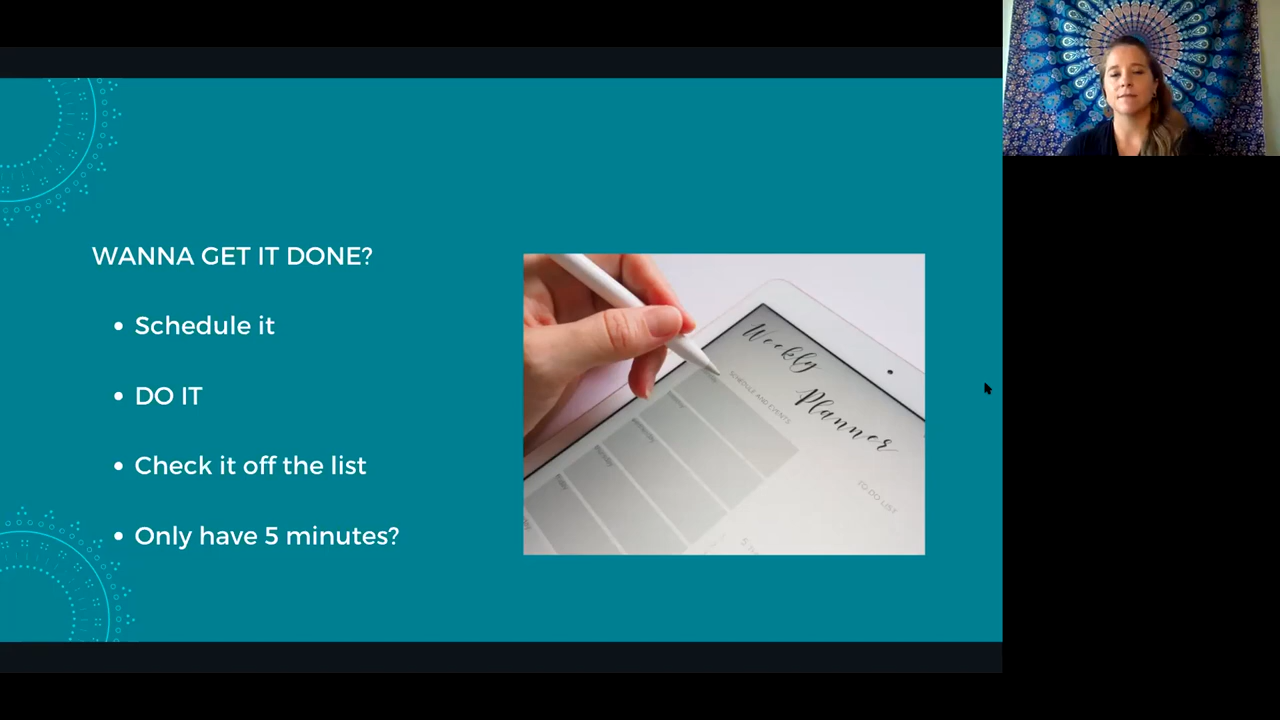 WANNA GET IT DONE?
• Schedule it
• DO IT
• Check it off the list
• Only have 5 minutes?
Weekly
Planner
SCHEDULE AND EVENTS
TO DO LIST